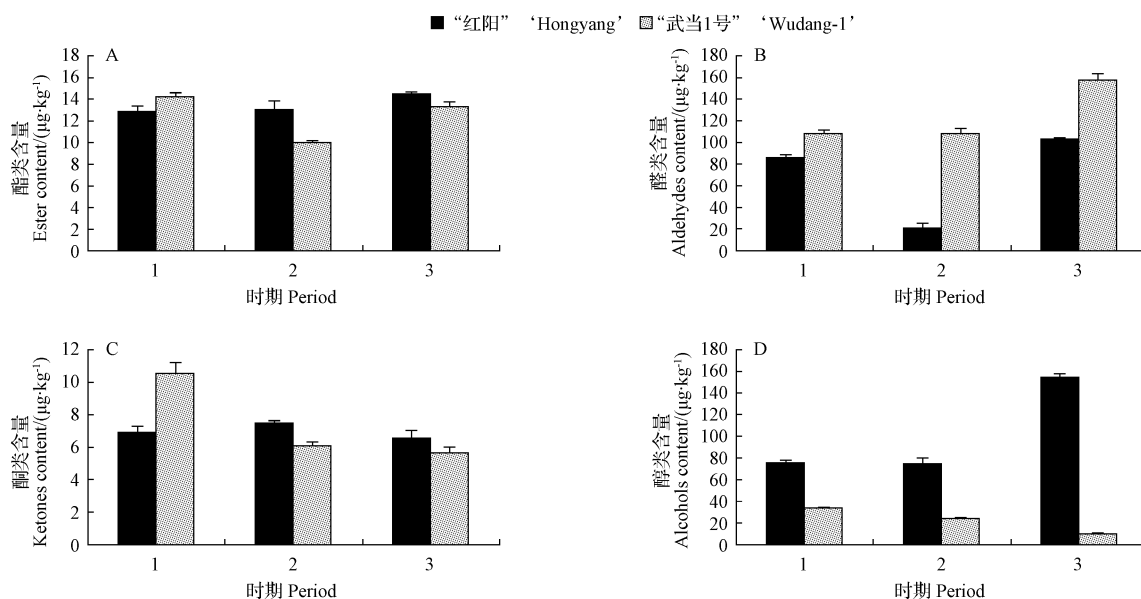 “红阳” ‘Hongyang’ “武当1号” ‘Wudang-1’
A
酯类含量
Ester content/(μg·kg⁻¹)
18
16
14
12
10
8
6
4
2
0
1 2 3
时期 Period
B
醛类含量
Aldehydes content/(μg·kg⁻¹)
180
160
140
120
100
80
60
40
20
0
1 2 3
时期 Period
C
酮类含量
Ketones content/(μg·kg⁻¹)
12
10
8
6
4
2
0
1 2 3
时期 Period
D
醇类含量
Alcohols content/(μg·kg⁻¹)
180
160
140
120
100
80
60
40
20
0
1 2 3
时期 Period